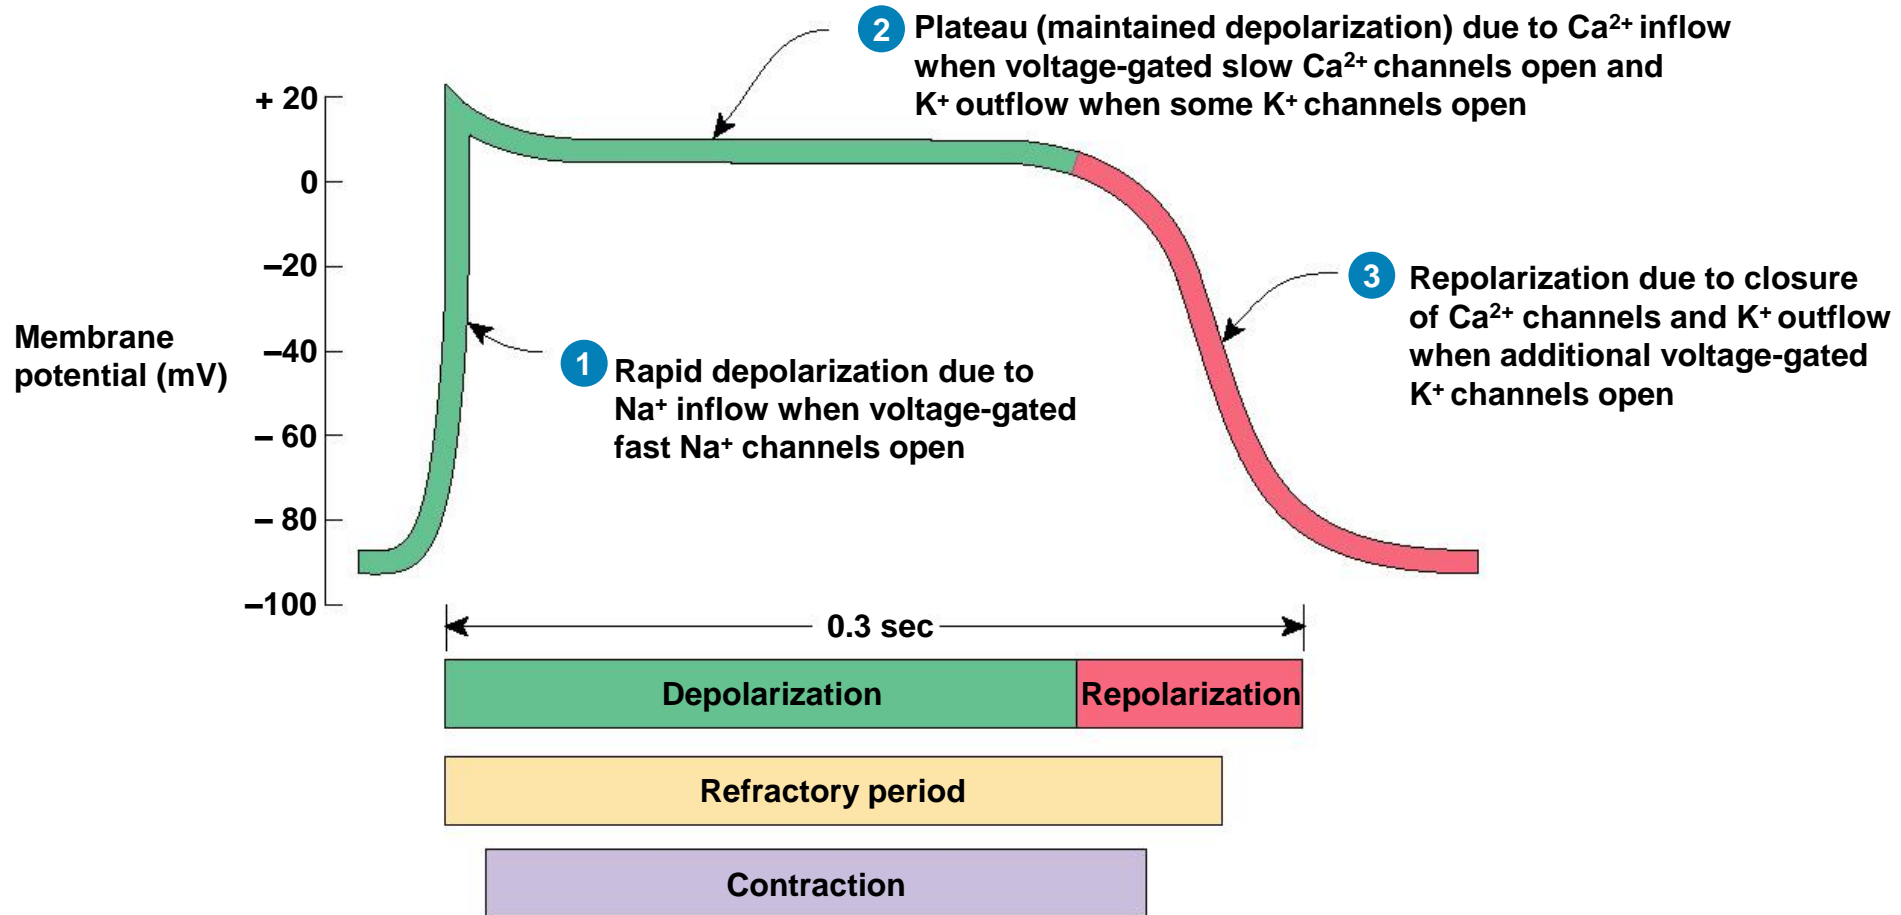 2 Plateau (maintained depolarization) due to Ca²⁺ inflow
when voltage-gated slow Ca²⁺ channels open and
K⁺ outflow when some K⁺ channels open
+ 20
0
–20
–40
– 60
– 80
–100
Membrane
potential (mV)
1 Rapid depolarization due to
Na⁺ inflow when voltage-gated
fast Na⁺ channels open
3 Repolarization due to closure
of Ca²⁺ channels and K⁺ outflow
when additional voltage-gated
K⁺ channels open
0.3 sec
Depolarization
Repolarization
Refractory period
Contraction